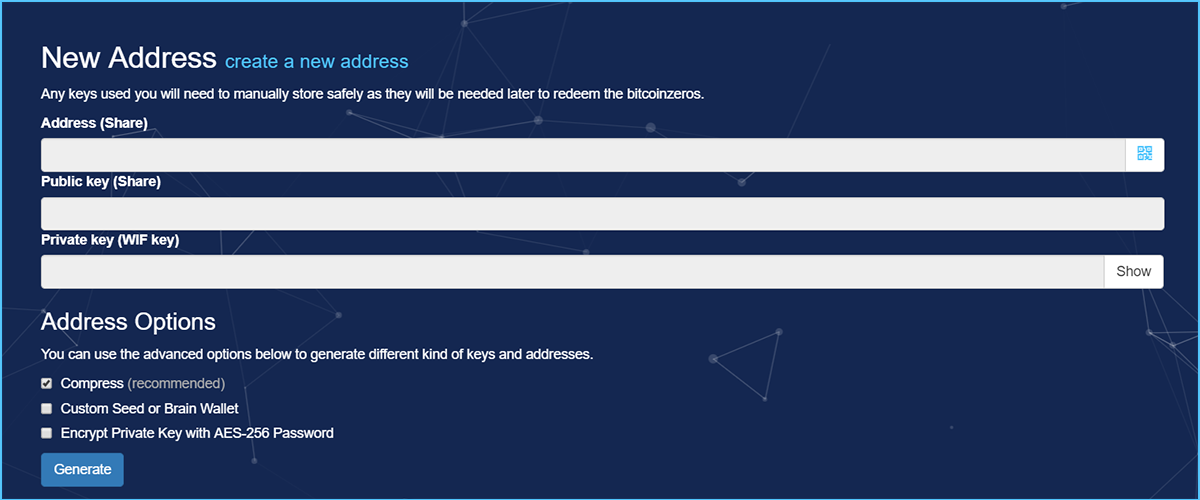 New Address create a new address
Any keys used you will need to manually store safely as they will be needed later to redeem the bitcoinzeros.
Address (Share)
Public key (Share)
Private key (WIF key)
Show
Address Options
You can use the advanced options below to generate different kind of keys and addresses.
Compress (recommended)
Custom Seed or Brain Wallet
Encrypt Private Key with AES-256 Password
Generate